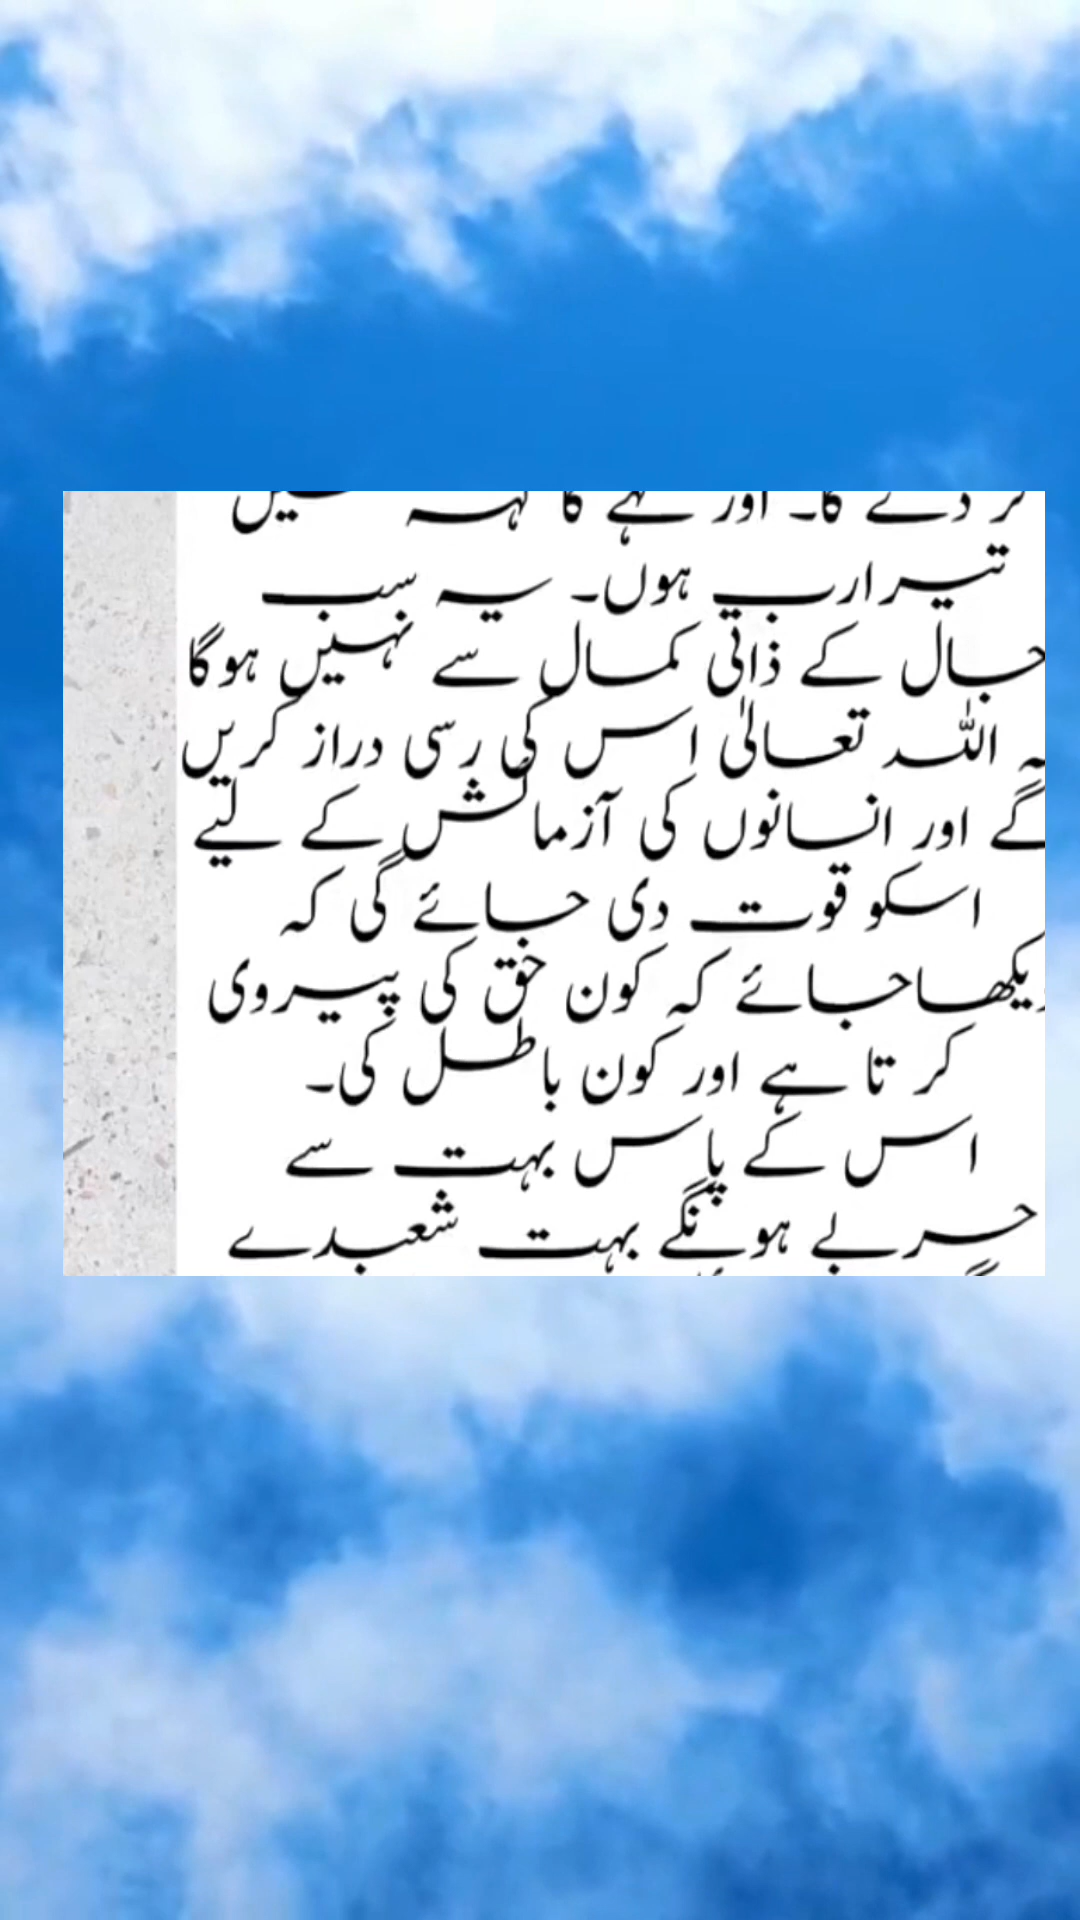 کر دے گا۔ اور کہے گا کہ میں
تیرا رب ہوں۔ یہ سب
جال کے ذاتی کمال سے نہیں ہوگا
اللہ تعالیٰ اس کی رسی دراز کریں
گے اور انسانوں کی آزمائش کے لیے
اسکو قوت دی جائے گی کہ
دیکھا جائے کہ کون حق کی پیروی
کر تا ہے اور کون باطل کی۔
اس کے پاس بہت سے
حربے ہونگے بہت شعبدے